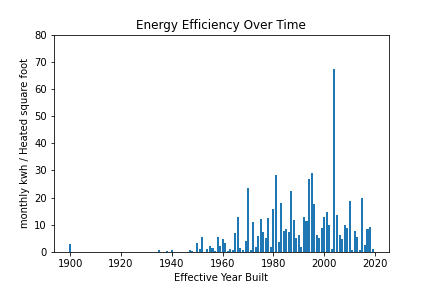 Energy Efficiency Over Time
monthly kwh / Heated square foot
80
70
60
50
40
30
20
10
0
1900 1920 1940 1960 1980 2000 2020
Effective Year Built